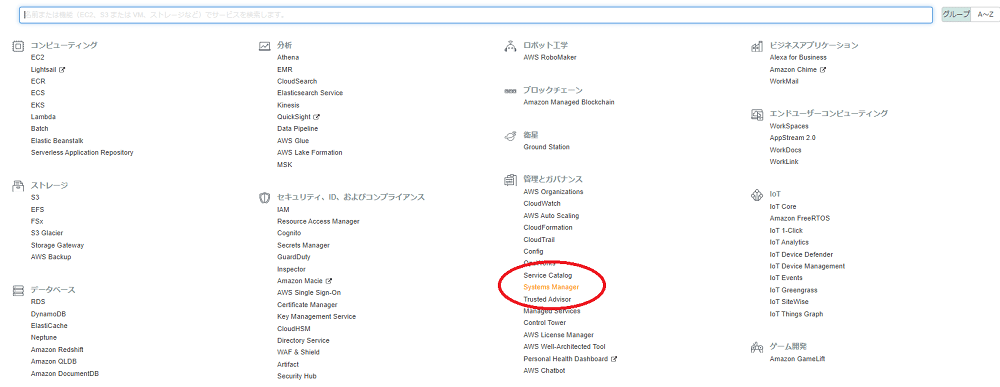 名前または機能 (EC2、S3 または VM、ストレージなど) でサービスを検索します。
グループ
A～Z
コンピューティング
EC2
Lightsail
ECR
ECS
EKS
Lambda
Batch
Elastic Beanstalk
Serverless Application Repository
ストレージ
S3
EFS
FSx
S3 Glacier
Storage Gateway
AWS Backup
データベース
RDS
DynamoDB
ElastiCache
Neptune
Amazon Redshift
Amazon QLDB
Amazon DocumentDB
分析
Athena
EMR
CloudSearch
Elasticsearch Service
Kinesis
QuickSight
Data Pipeline
AWS Glue
AWS Lake Formation
MSK
セキュリティ、ID、およびコンプライアンス
IAM
Resource Access Manager
Cognito
Secrets Manager
GuardDuty
Inspector
Amazon Macie
AWS Single Sign-On
Certificate Manager
Key Management Service
CloudHSM
Directory Service
WAF & Shield
Artifact
Security Hub
ロボット工学
AWS RoboMaker
ブロックチェーン
Amazon Managed Blockchain
衛星
Ground Station
管理とガバナンス
AWS Organizations
CloudWatch
AWS Auto Scaling
CloudFormation
CloudTrail
Config
OpsWorks
Service Catalog
Systems Manager
Trusted Advisor
Managed Services
Control Tower
AWS License Manager
AWS Well-Architected Tool
Personal Health Dashboard
AWS Chatbot
ビジネスアプリケーション
Alexa for Business
Amazon Chime
WorkMail
エンドユーザーコンピューティング
WorkSpaces
AppStream 2.0
WorkDocs
WorkLink
IoT
IoT Core
Amazon FreeRTOS
IoT 1-Click
IoT Analytics
IoT Device Defender
IoT Device Management
IoT Events
IoT Greengrass
IoT SiteWise
IoT Things Graph
ゲーム開発
Amazon GameLift